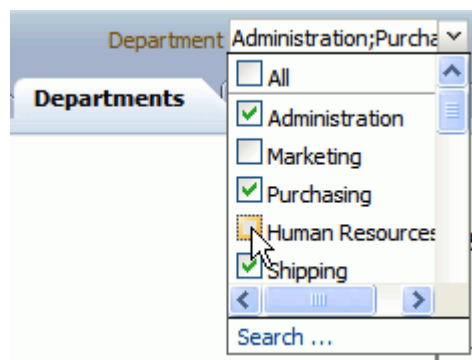 Department Administration;Purcha
All
Departments
Administration
Marketing
Purchasing
Human Resources
Shipping
Search ...